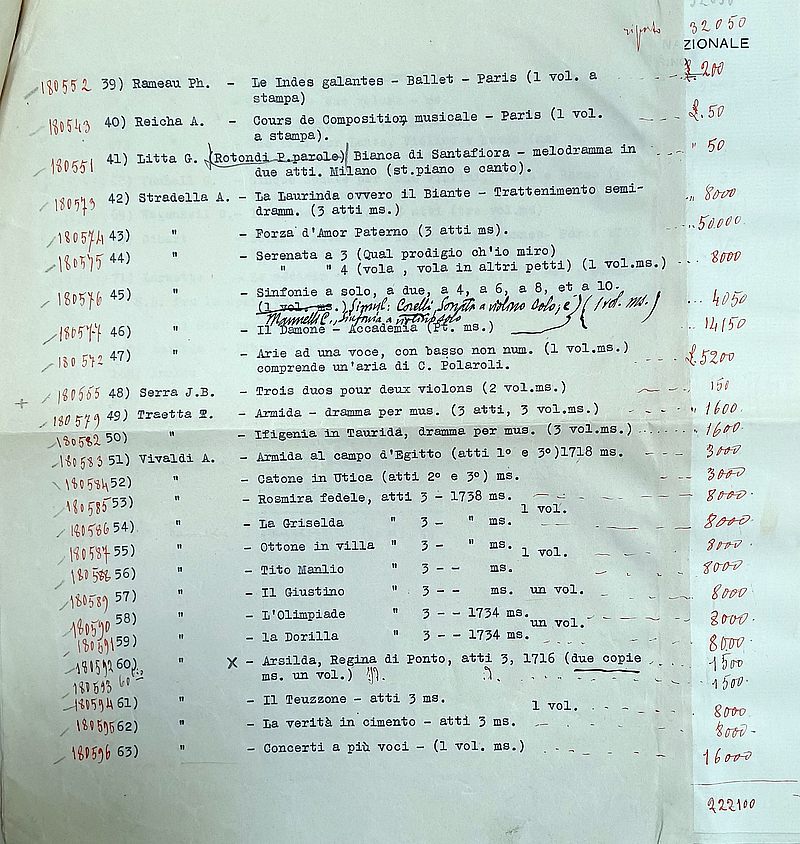 riporto 32050
NAZIONALE
180552 39) Rameau Ph. - Le Indes galantes - Ballet - Paris (1 vol. a £. 200
stampa)
180543 40) Reicha A. - Cours de Composition musicale - Paris (1 vol. £. 50
a stampa).
180551 41) Litta G. (Rotondi P. parole) Bianca di Santafiora - melodramma in " 50
due atti. Milano (st.piano e canto).
180573 42) Stradella A. - La Laurinda ovvero il Biante - Trattenimento semi- " 8000
dramm. (3 atti ms.)
180574 43) " - Forza d'Amor Paterno (3 atti ms). 50000
180575 44) " - Serenata a 3 (Qual prodigio ch'io miro) 8000
" " 4 (vola , vola in altri petti) (1 vol.ms.)
180576 45) " - Sinfonie a solo, a due, a 4, a 6, a 8, et a 10. 4050
(1 vol. ms.) Simul: Corelli, Sonata a violino solo; e (1 vol. ms.)
Mannelli C., Sinfonia a violino solo
180577 46) " - Il Damone - Accademia (Pt. ms.) 14150
180572 47) " - Arie ad una voce, con basso non num. (1 vol.ms.) £ 5200
comprende un'aria di C. Polaroli.
180565 48) Serra J.B. - Trois duos pour deux violons (2 vol.ms.) 150
180579 49) Traetta T. - Armida - dramma per mus. (3 atti, 3 vol.ms.) " 1600
180582 50) " - Ifigenia in Taurida, dramma per mus. (3 vol.ms.) " 1600
180583 51) Vivaldi A. - Armida al campo d'Egitto (atti 1º e 3º)1718 ms. 3000
180584 52) " - Catone in Utica (atti 2º e 3º) ms. 3000
180585 53) " - Rosmira fedele, atti 3 - 1738 ms. 8000
1 vol.
180586 54) " - La Griselda " 3 - " ms. 8000
180587 55) " - Ottone in villa " 3 - " ms. 1 vol. 8000
180588 56) " - Tito Manlio " 3 - - ms. 8000
180589 57) " - Il Giustino " 3 - - ms. un vol. 8000
180590 58) " - L'Olimpiade " 3 - - 1734 ms. un vol. 8000
180591 59) " - la Dorilla " 3 - - 1734 ms. 8000
180592 60) " X - Arsilda, Regina di Ponto, atti 3, 1716 (due copie 1500
180593 60 bis ms. un vol.) 1500
180594 61) " - Il Teuzzone - atti 3 ms. 1 vol. 8000
180595 62) " - La verità in cimento - atti 3 ms. 8000
180596 63) " - Concerti a più voci - (1 vol. ms.) 16000
222100